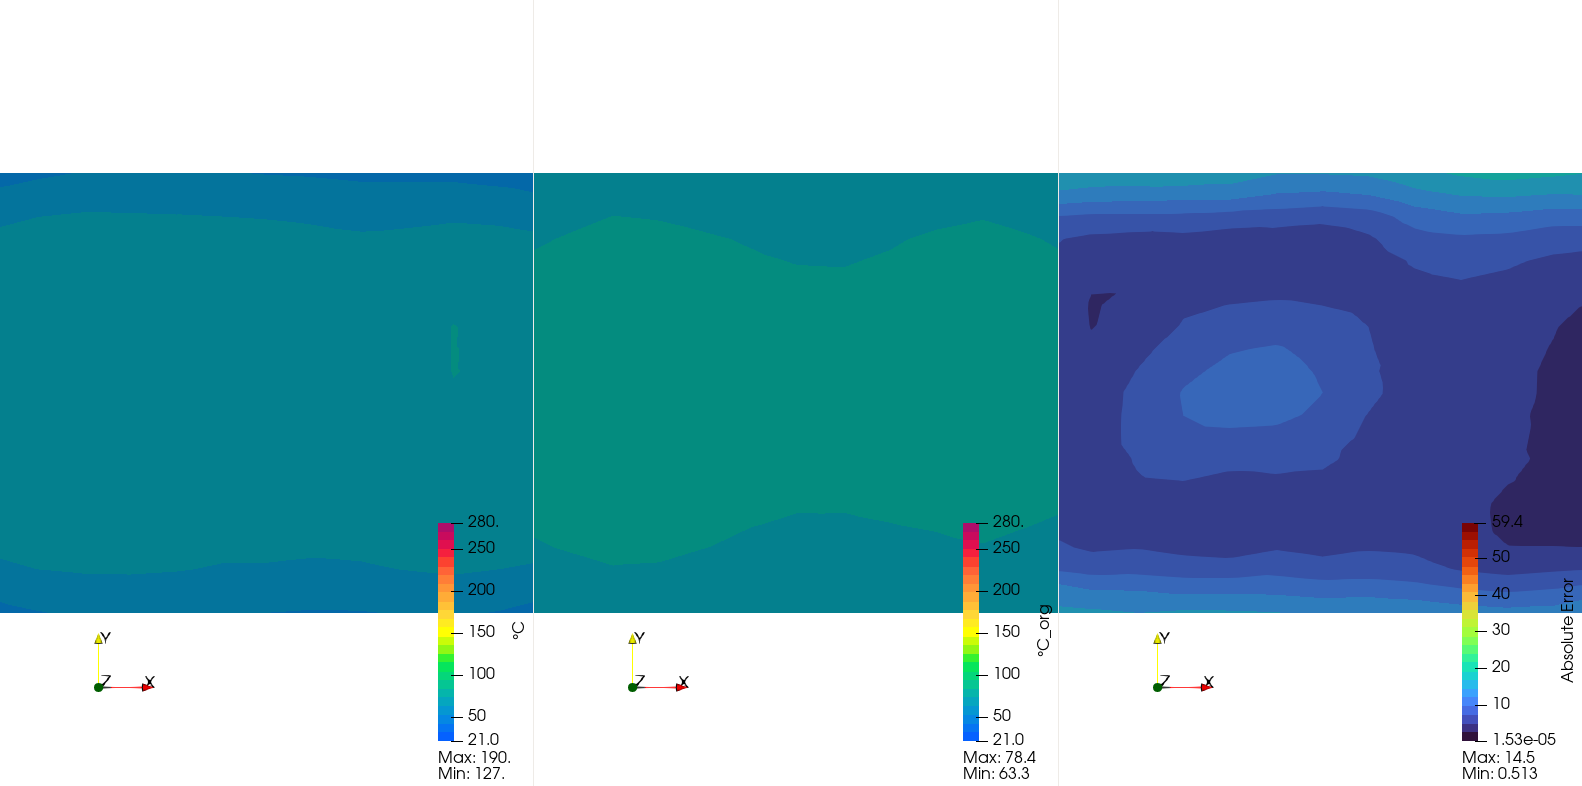 280.
250
200
150
100
50
21.0
°C
Max: 190.
Min: 127.
Y
Z
X
280.
250
200
150
100
50
21.0
°C_org
Max: 78.4
Min: 63.3
Y
Z
X
59.4
50
40
30
20
10
1.53e-05
Absolute Error
Max: 14.5
Min: 0.513
Y
Z
X